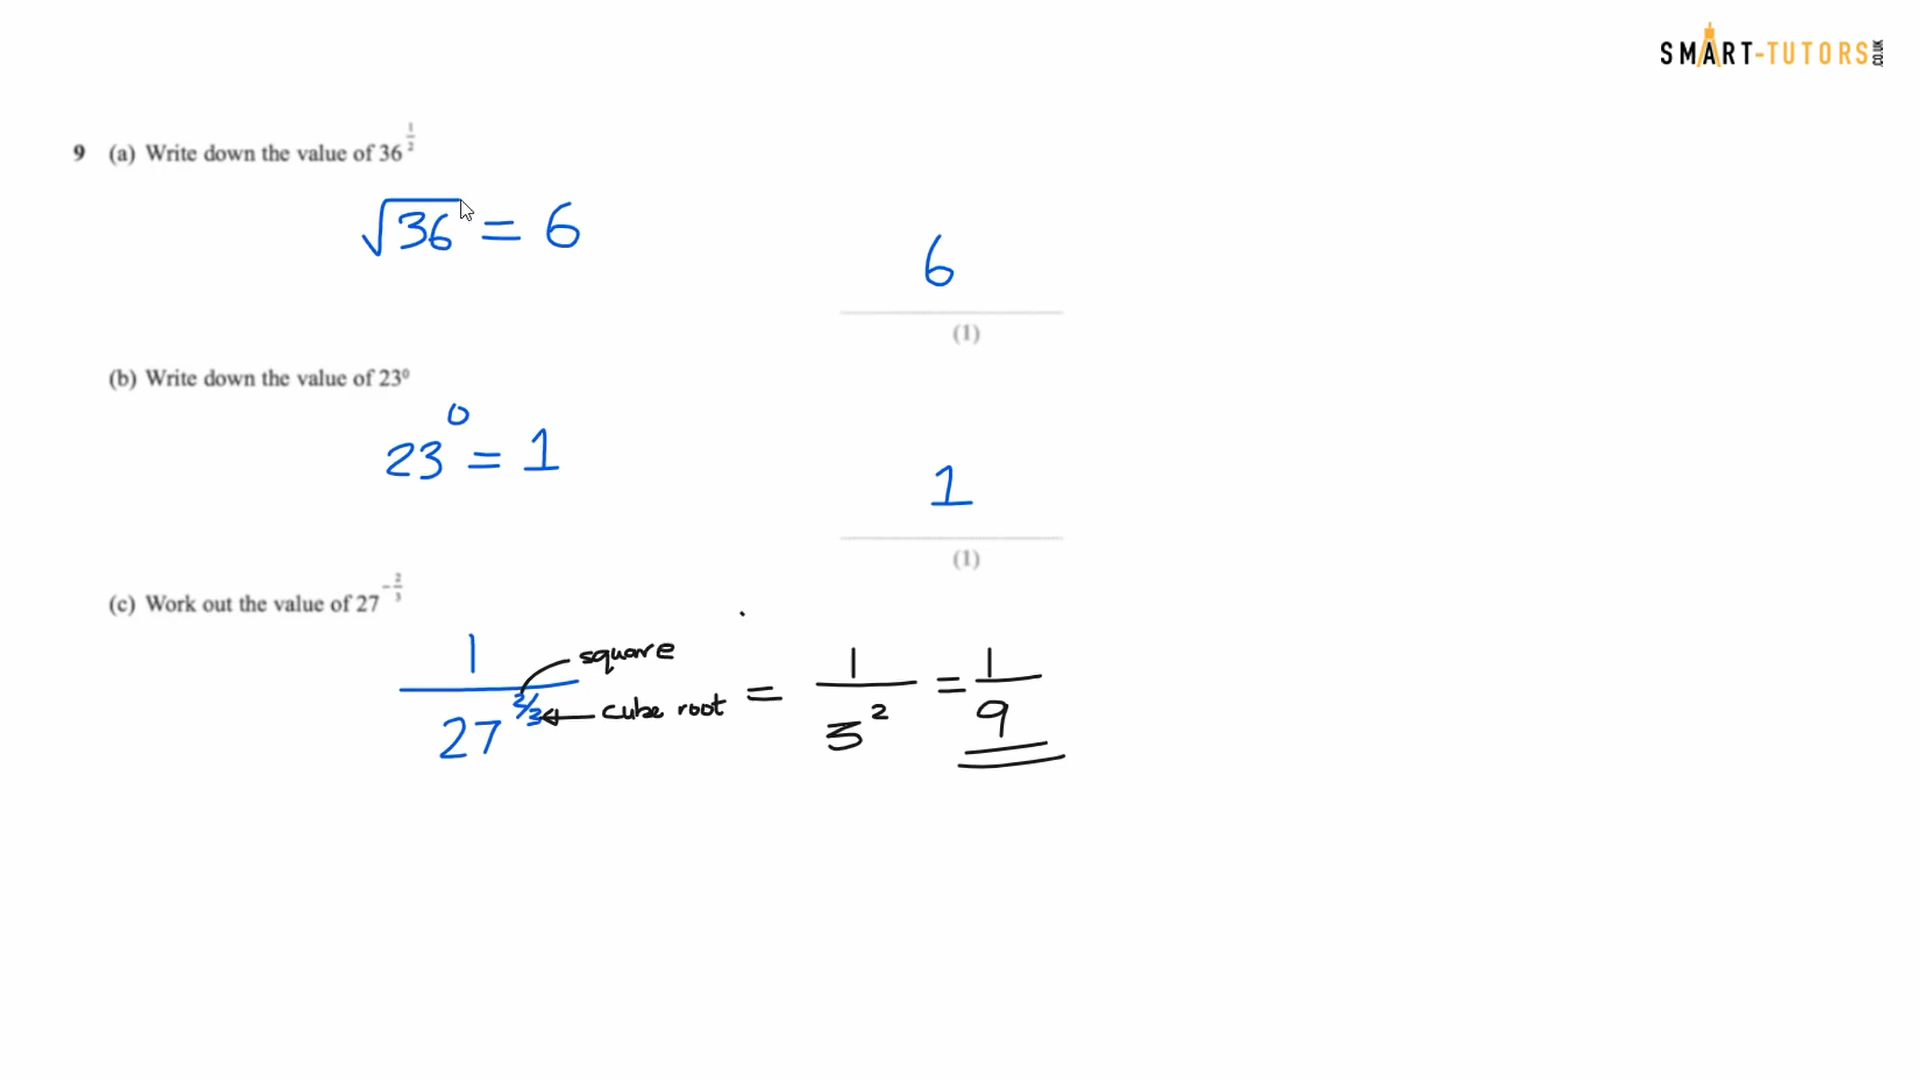 SMART-TUTORS.CO.UK
9 (a) Write down the value of 36^(1/2)
√36 = 6
6
(1)
(b) Write down the value of 23⁰
23⁰ = 1
1
(1)
(c) Work out the value of 27^(-2/3)
1/27^(2/3) = 1/3² = 1/9
square
cube root